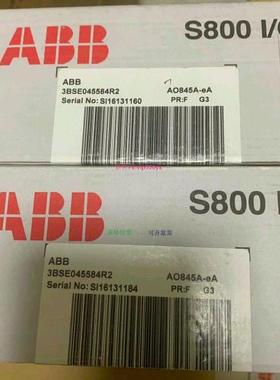 ABB
S800 I/
ABB
3BSE045584R2 AO845A-eA
Serial No: SI16131160 PR:F G3
ABB
S800
ABB
3BSE045584R2 AO845A-eA
Serial No: SI16131184 PR:F G3